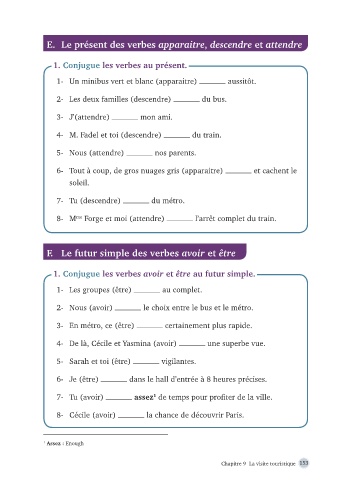 E. Le présent des verbes apparaitre, descendre et attendre
1. Conjugue les verbes au présent.
1- Un minibus vert et blanc (apparaitre) ______ aussitôt.
2- Les deux familles (descendre) ______ du bus.
3- J'(attendre) ______ mon ami.
4- M. Fadel et toi (descendre) ______ du train.
5- Nous (attendre) ______ nos parents.
6- Tout à coup, de gros nuages gris (apparaitre) ______ et cachent le
soleil.
7- Tu (descendre) ______ du métro.
8- Mme Forge et moi (attendre) ______ l'arrêt complet du train.
F. Le futur simple des verbes avoir et être
1. Conjugue les verbes avoir et être au futur simple.
1- Les groupes (être) ______ au complet.
2- Nous (avoir) ______ le choix entre le bus et le métro.
3- En métro, ce (être) ______ certainement plus rapide.
4- De là, Cécile et Yasmina (avoir) ______ une superbe vue.
5- Sarah et toi (être) ______ vigilantes.
6- Je (être) ______ dans le hall d'entrée à 8 heures précises.
7- Tu (avoir) ______ assez¹ de temps pour profiter de la ville.
8- Cécile (avoir) ______ la chance de découvrir Paris.
¹ Assez : Enough
Chapitre 9 La visite touristique 153